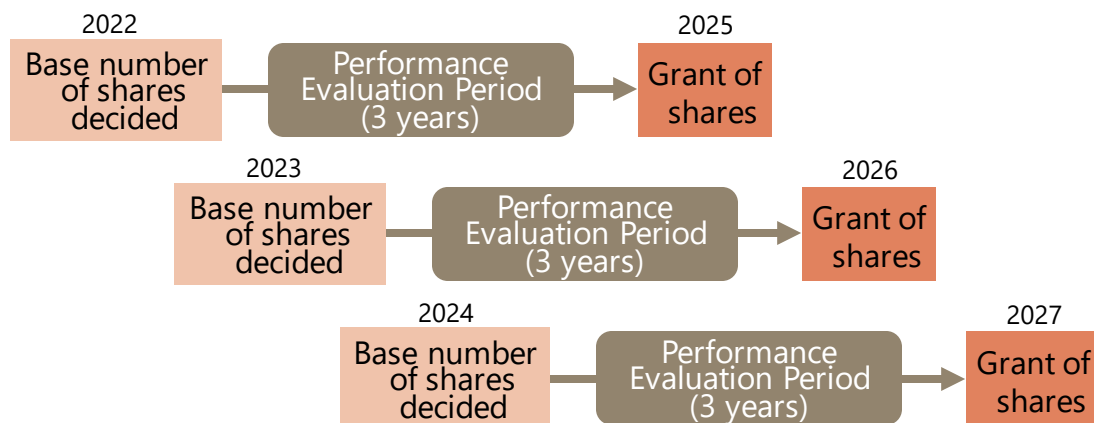 2022
Base number
of shares
decided
Performance
Evaluation Period
(3 years)
2025
Grant of
shares
2023
Base number
of shares
decided
Performance
Evaluation Period
(3 years)
2026
Grant of
shares
2024
Base number
of shares
decided
Performance
Evaluation Period
(3 years)
2027
Grant of
shares